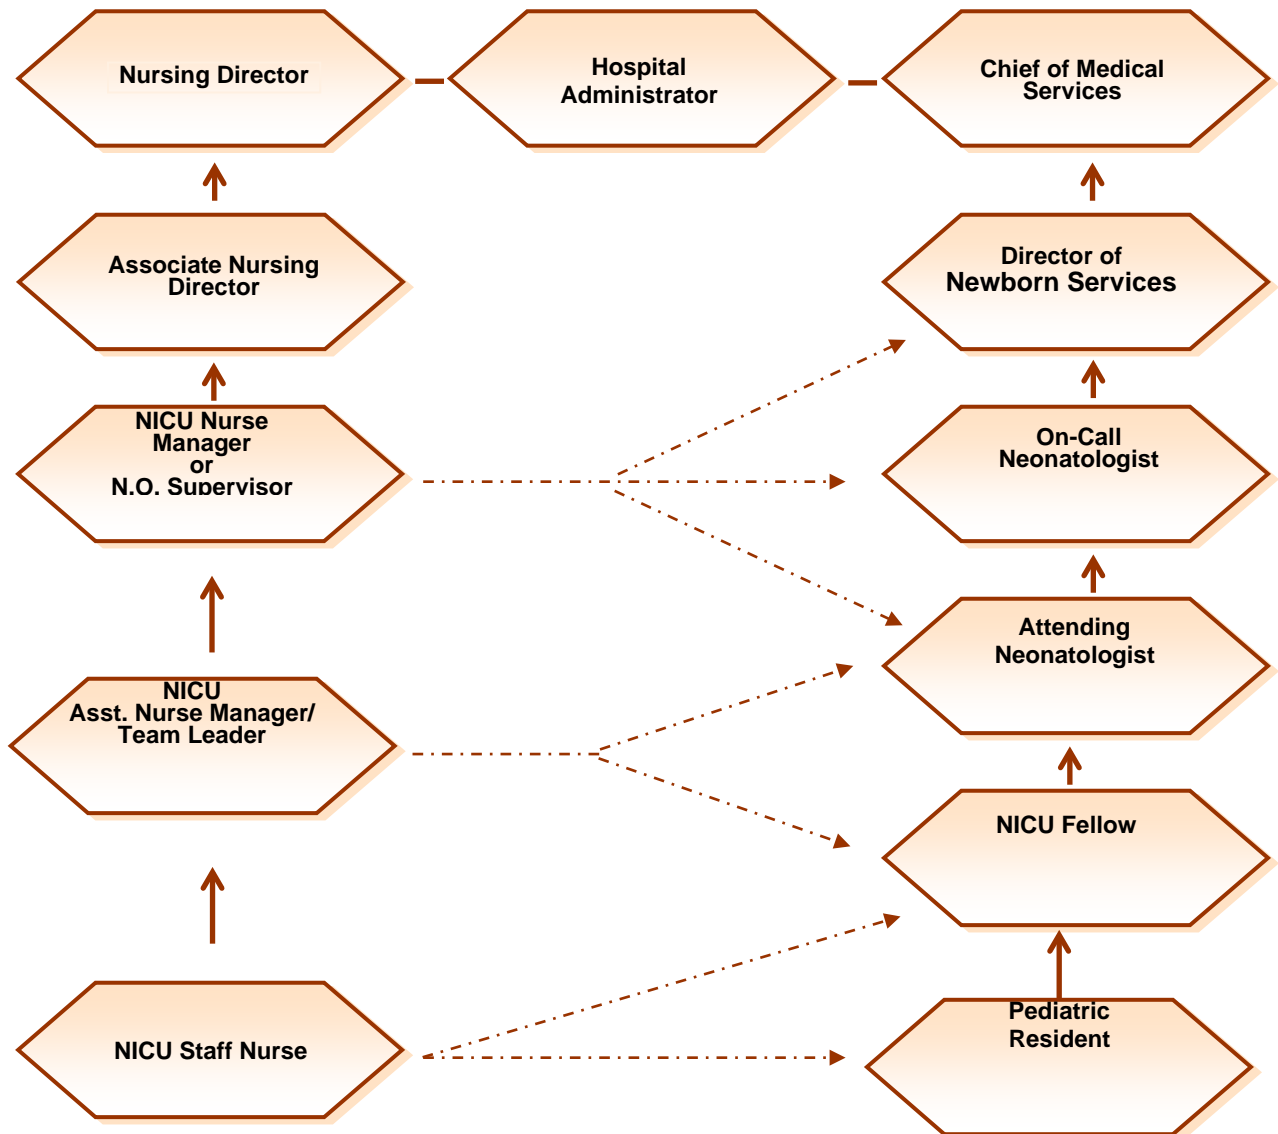 Nursing Director
Hospital
Administrator
Chief of Medical
Services
Associate Nursing
Director
Director of
Newborn Services
NICU Nurse
Manager
or
N.O. Supervisor
On-Call
Neonatologist
Attending
Neonatologist
NICU
Asst. Nurse Manager/
Team Leader
NICU Fellow
NICU Staff Nurse
Pediatric
Resident